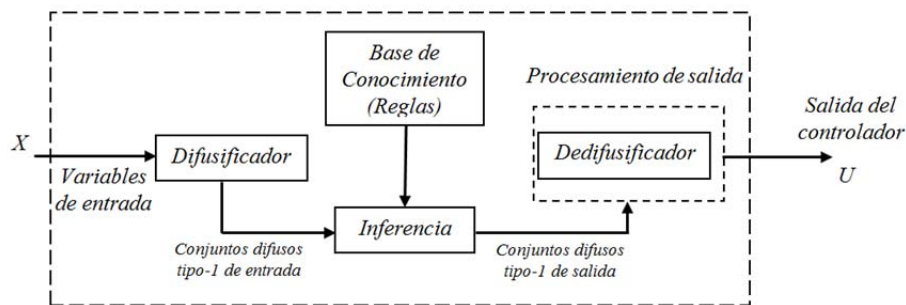 X
Variables
de entrada
Difusificador
Conjuntos difusos
tipo-1 de entrada
Base de
Conocimiento
(Reglas)
Inferencia
Conjuntos difusos
tipo-1 de salida
Procesamiento de salida
Dedifusificador
Salida del
controlador
U